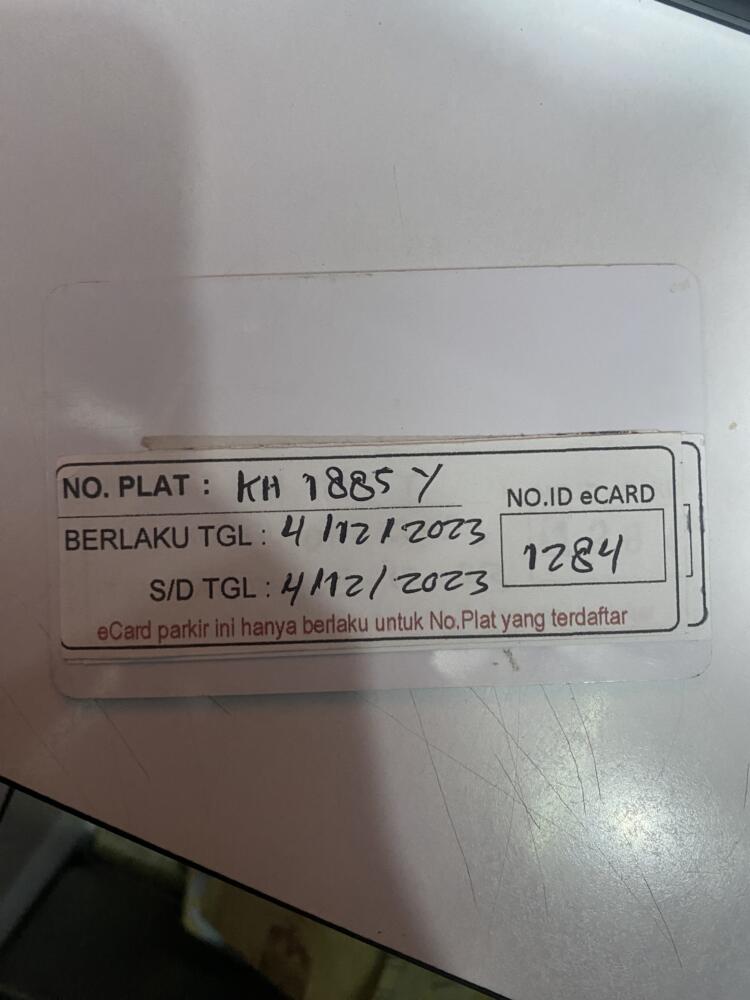 NO. PLAT : KH 1885 Y
NO.ID eCARD
BERLAKU TGL : 4/12/2023
1284
S/D TGL : 4/12/2023
eCard parkir ini hanya berlaku untuk No.Plat yang terdaftar